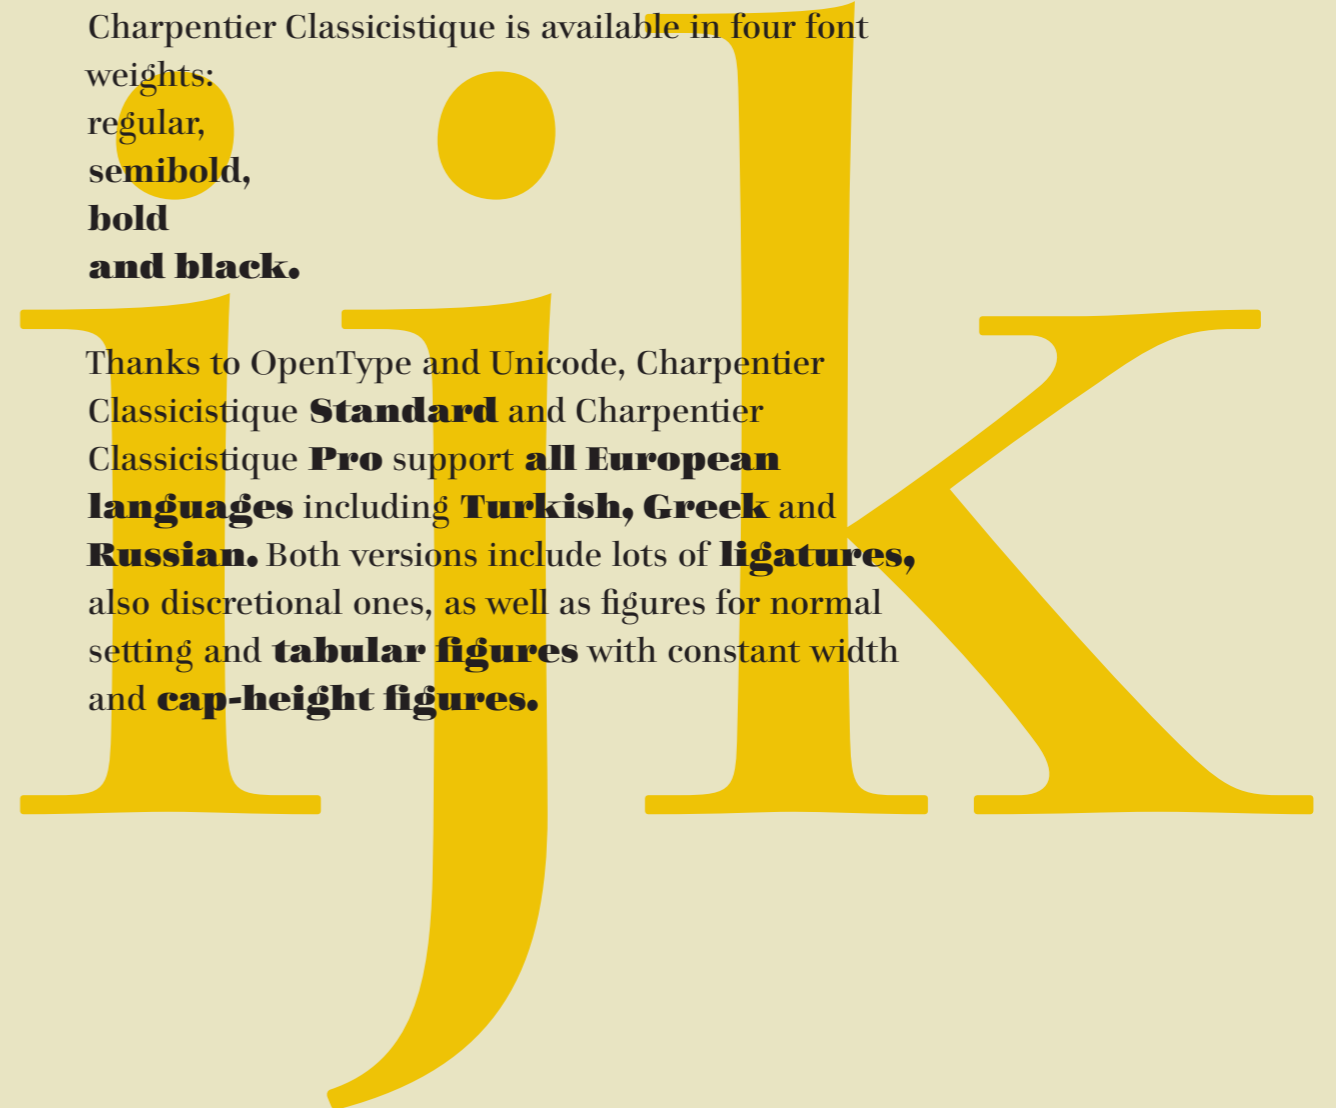 Charpentier Classicistique is available in four font
weights:
regular,
semibold,
bold
and black.
Thanks to OpenType and Unicode, Charpentier
Classicistique Standard and Charpentier
Classicistique Pro support all European
languages including Turkish, Greek and
Russian. Both versions include lots of ligatures,
also discretional ones, as well as figures for normal
setting and tabular figures with constant width
and cap-height figures.
ijk